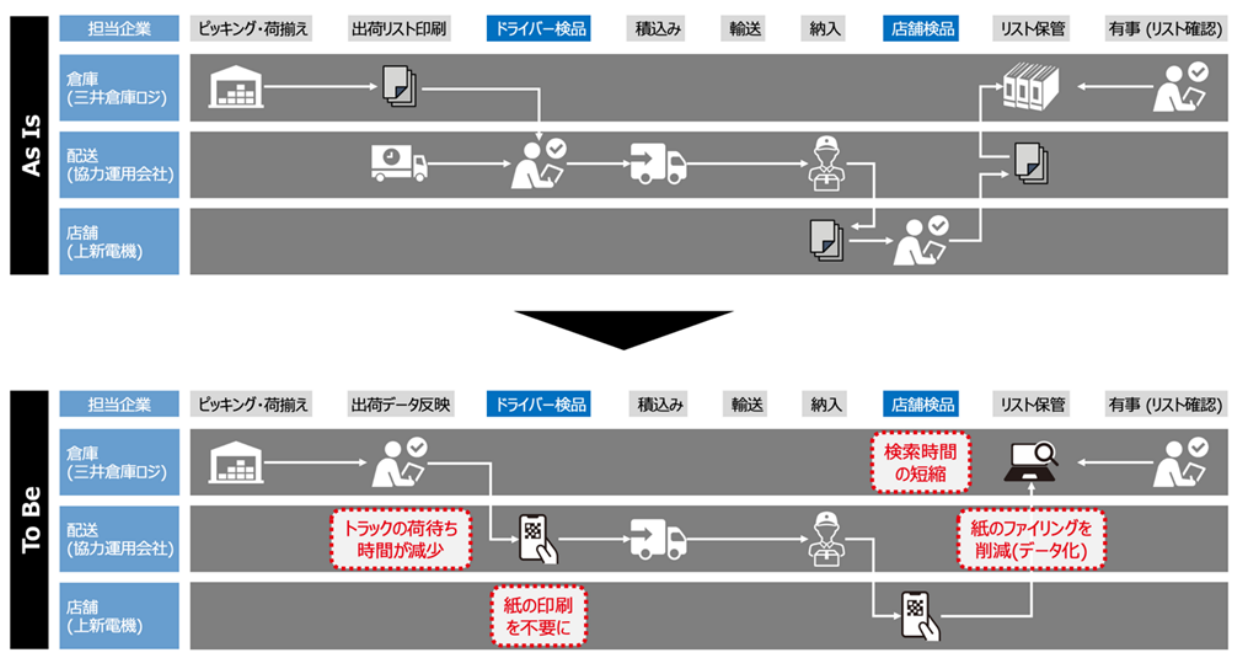 As Is
担当企業 ピッキング・荷揃え 出荷リスト印刷 ドライバー検品 積込み 輸送 納入 店舗検品 リスト保管 有事 (リスト確認)
倉庫
(三井倉庫ロジ)
配送
(協力運用会社)
店舗
(上新電機)
To Be
担当企業 ピッキング・荷揃え 出荷データ反映 ドライバー検品 積込み 輸送 納入 店舗検品 リスト保管 有事 (リスト確認)
倉庫
(三井倉庫ロジ)
検索時間
の短縮
配送
(協力運用会社)
トラックの荷待ち
時間が減少
紙のファイリングを
削減(データ化)
店舗
(上新電機)
紙の印刷
を不要に